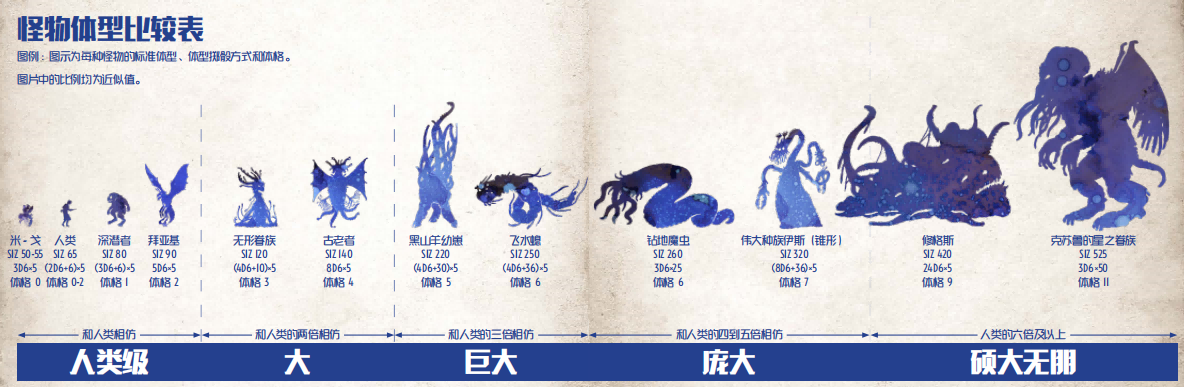 怪物体型比较表
图例：图示为每种怪物的标准体型、体型掷骰方式和体格。
图片中的比例均为近似值。
米-戈
SIZ 50-55
3D6×5
体格 0
人类
SIZ 65
(2D6+6)×5
体格 0-2
深潜者
SIZ 80
(3D6+6)×5
体格 1
拜亚基
SIZ 90
5D6×5
体格 2
无形眷族
SIZ 120
(4D6+10)×5
体格 3
古老者
SIZ 140
8D6×5
体格 4
黑山羊幼崽
SIZ 220
(4D6+30)×5
体格 5
飞水螅
SIZ 250
(4D6+36)×5
体格 6
钻地魔虫
SIZ 260
3D6×25
体格 6
伟大种族伊斯（锥形）
SIZ 320
(8D6+36)×5
体格 7
修格斯
SIZ 420
24D6×5
体格 9
克苏鲁的星之眷族
SIZ 525
3D6×50
体格 11
和人类相仿
和人类的两倍相仿
和人类的三倍相仿
和人类的四到五倍相仿
人类的六倍及以上
人类级
大
巨大
庞大
硕大无朋